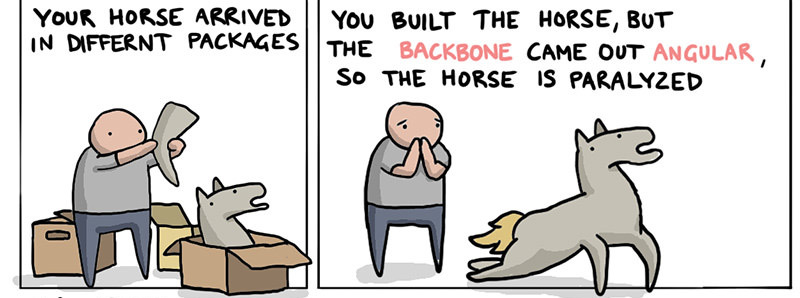 YOUR HORSE ARRIVED
IN DIFFERNT PACKAGES
YOU BUILT THE HORSE, BUT
THE BACKBONE CAME OUT ANGULAR,
SO THE HORSE IS PARALYZED